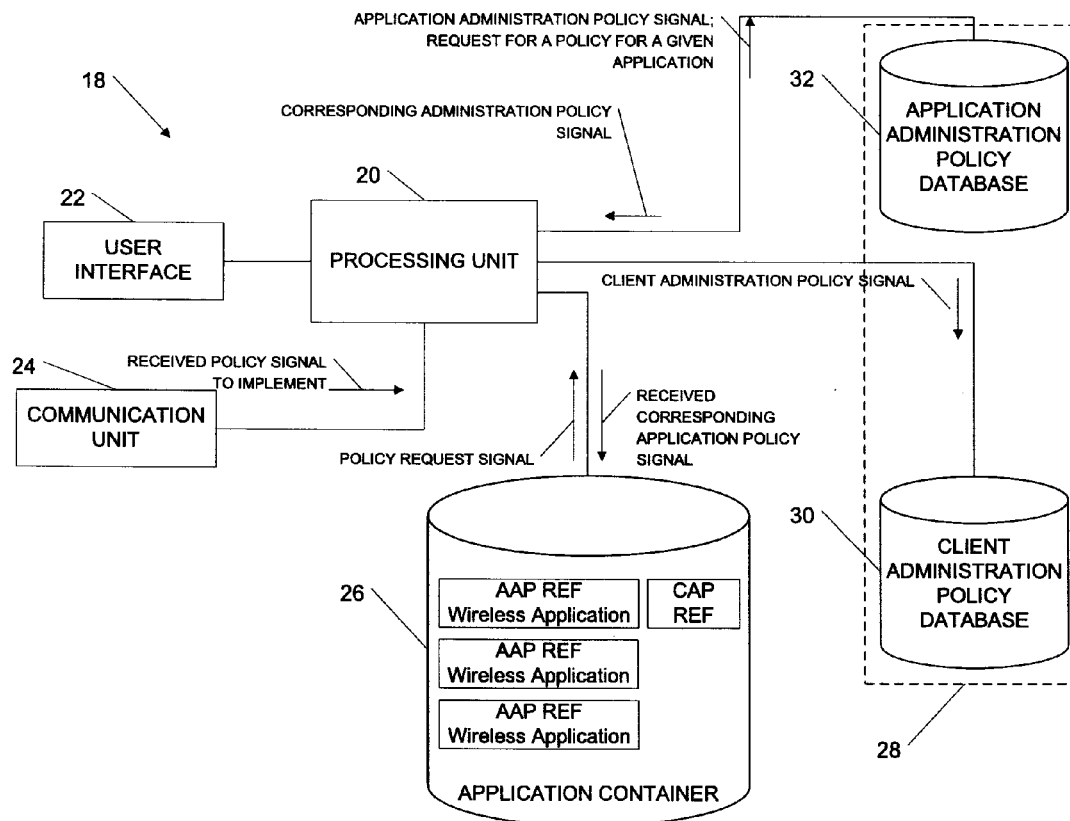 APPLICATION ADMINISTRATION POLICY SIGNAL;
REQUEST FOR A POLICY FOR A GIVEN
APPLICATION
18
32
APPLICATION
ADMINISTRATION
POLICY
DATABASE
CORRESPONDING ADMINISTRATION POLICY
SIGNAL
20
22
USER
INTERFACE
PROCESSING UNIT
CLIENT ADMINISTRATION POLICY SIGNAL
24
RECEIVED POLICY SIGNAL
TO IMPLEMENT
COMMUNICATION
UNIT
POLICY REQUEST SIGNAL
RECEIVED
CORRESPONDING
APPLICATION POLICY
SIGNAL
30
CLIENT
ADMINISTRATION
POLICY
DATABASE
26
AAP REF
Wireless Application
CAP
REF
AAP REF
Wireless Application
AAP REF
Wireless Application
APPLICATION CONTAINER
28